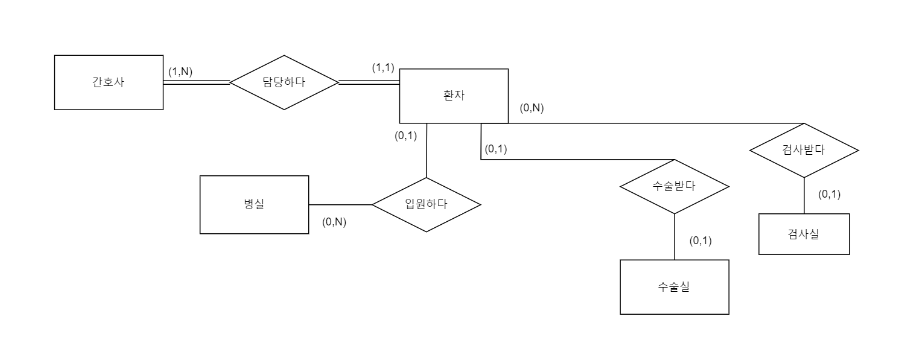 간호사
(1,N)
담당하다
(1,1)
환자
(0,N)
(0,1)
(0,1)
검사받다
수술받다
병실
(0,N)
입원하다
(0,1)
검사실
(0,1)
수술실